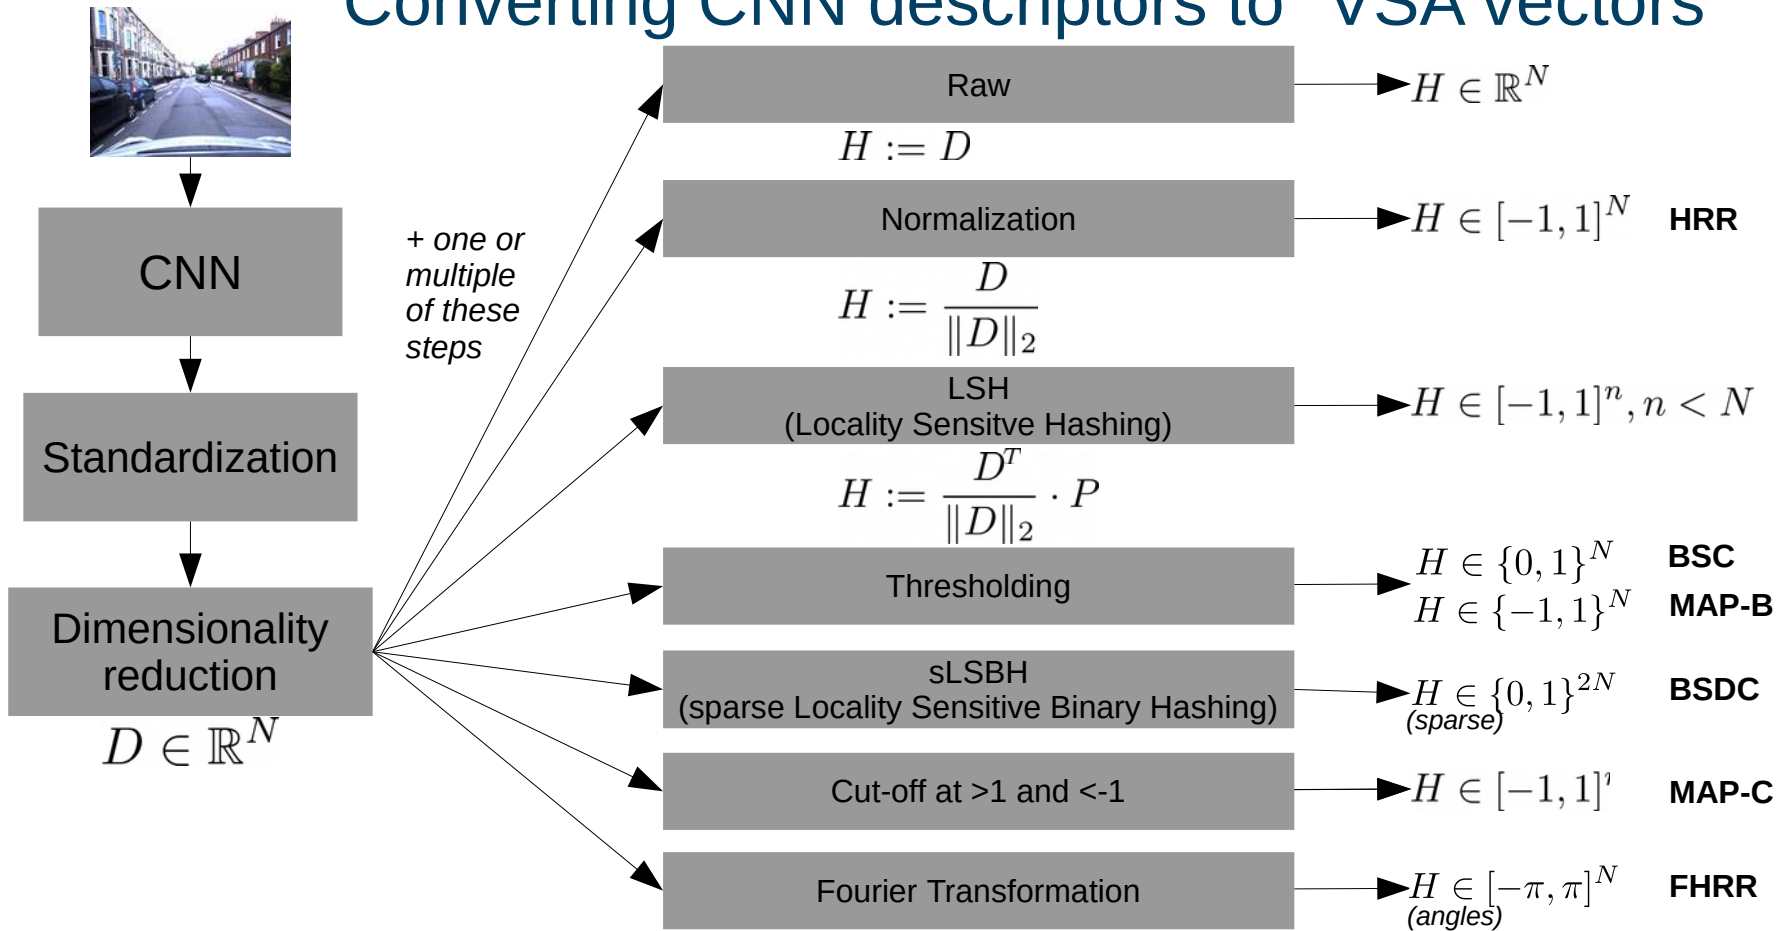 Converting CNN descriptors to VSA vectors
CNN
Standardization
Dimensionality
reduction
D ∈ ℝ^N
+ one or
multiple
of these
steps
Raw
H := D
H ∈ ℝ^N
Normalization
H := D / ‖D‖_2
H ∈ [−1, 1]^N HRR
LSH
(Locality Sensitve Hashing)
H := D^T / ‖D‖_2 · P
H ∈ [−1, 1]^n, n < N
Thresholding
H ∈ {0, 1}^N BSC
H ∈ {−1, 1}^N MAP-B
sLSBH
(sparse Locality Sensitive Binary Hashing)
H ∈ {0, 1}^2N BSDC
(sparse)
Cut-off at >1 and <-1
H ∈ [−1, 1] MAP-C
Fourier Transformation
H ∈ [−π, π]^N FHRR
(angles)